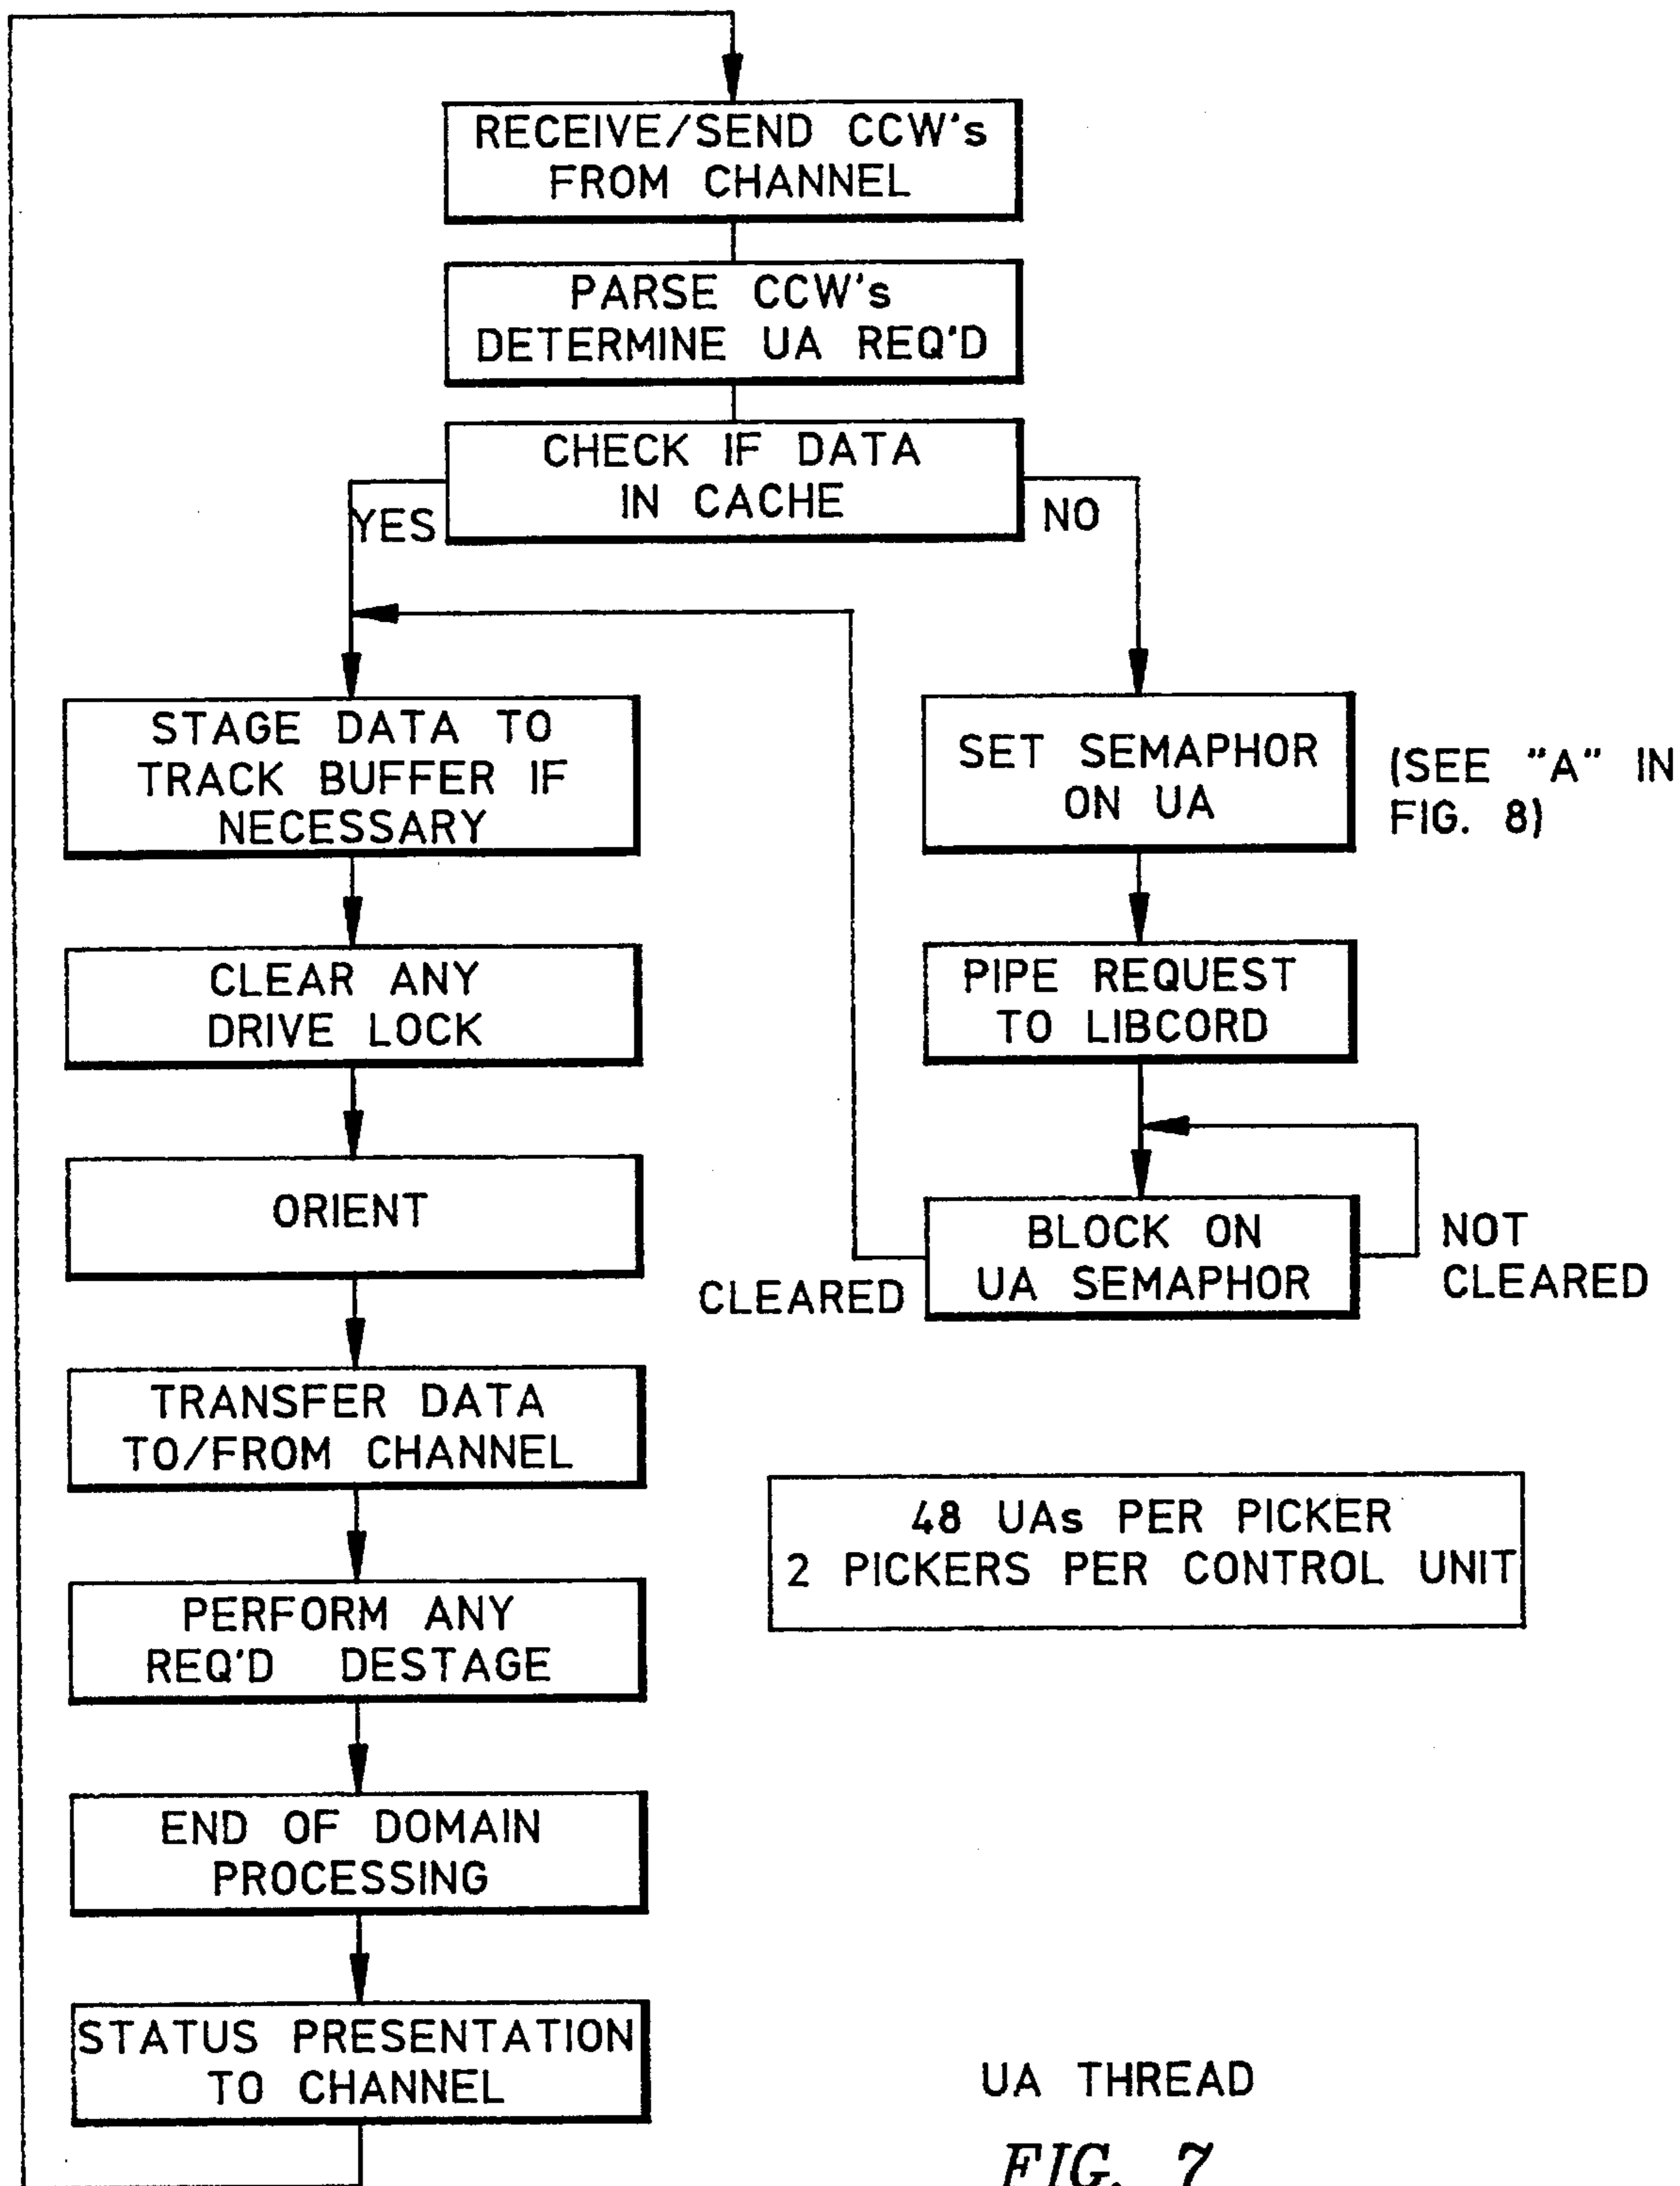 RECEIVE/SEND CCW's
FROM CHANNEL
PARSE CCW's
DETERMINE UA REQ'D
CHECK IF DATA
IN CACHE
YES
NO
STAGE DATA TO
TRACK BUFFER IF
NECESSARY
SET SEMAPHOR
ON UA
(SEE "A" IN
FIG. 8)
CLEAR ANY
DRIVE LOCK
PIPE REQUEST
TO LIBCORD
ORIENT
BLOCK ON
UA SEMAPHOR
NOT
CLEARED
CLEARED
TRANSFER DATA
TO/FROM CHANNEL
48 UAs PER PICKER
2 PICKERS PER CONTROL UNIT
PERFORM ANY
REQ'D DESTAGE
END OF DOMAIN
PROCESSING
STATUS PRESENTATION
TO CHANNEL
UA THREAD
FIG. 7